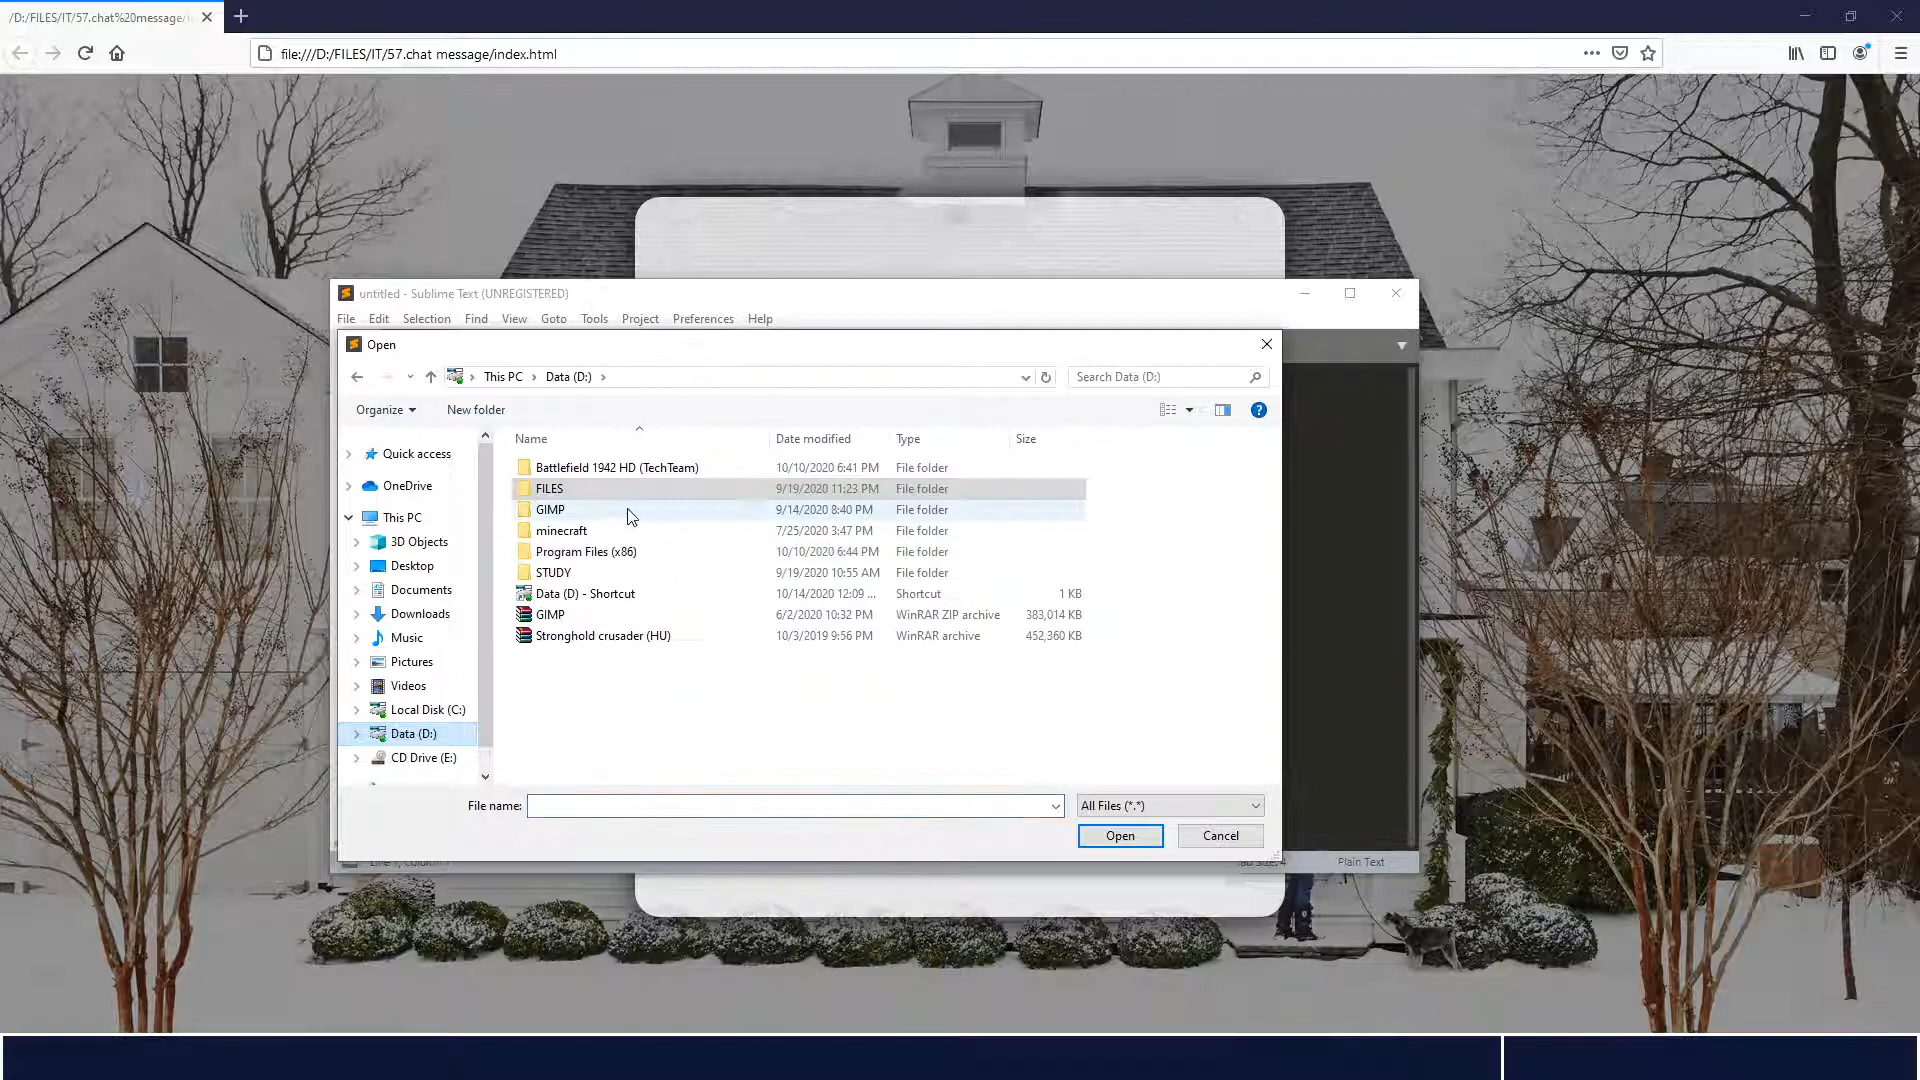 /D:/FILES/IT/57.chat%20message/i
file:///D:/FILES/IT/57.chat message/index.html
untitled - Sublime Text (UNREGISTERED)
File Edit Selection Find View Goto Tools Project Preferences Help
Open
This PC Data (D:)
Search Data (D:)
Organize New folder
Name Date modified Type Size
Quick access
OneDrive
This PC
3D Objects
Desktop
Documents
Downloads
Music
Pictures
Videos
Local Disk (C:)
Data (D:)
CD Drive (E:)
Battlefield 1942 HD (TechTeam) 10/10/2020 6:41 PM File folder
FILES 9/19/2020 11:23 PM File folder
GIMP 9/14/2020 8:40 PM File folder
minecraft 7/25/2020 3:47 PM File folder
Program Files (x86) 10/10/2020 6:44 PM File folder
STUDY 9/19/2020 10:55 AM File folder
Data (D) - Shortcut 10/14/2020 12:09 ... Shortcut 1 KB
GIMP 6/2/2020 10:32 PM WinRAR ZIP archive 383,014 KB
Stronghold crusader (HU) 10/3/2019 9:56 PM WinRAR archive 452,360 KB
File name:
All Files (*.*)
Open Cancel
Plain Text